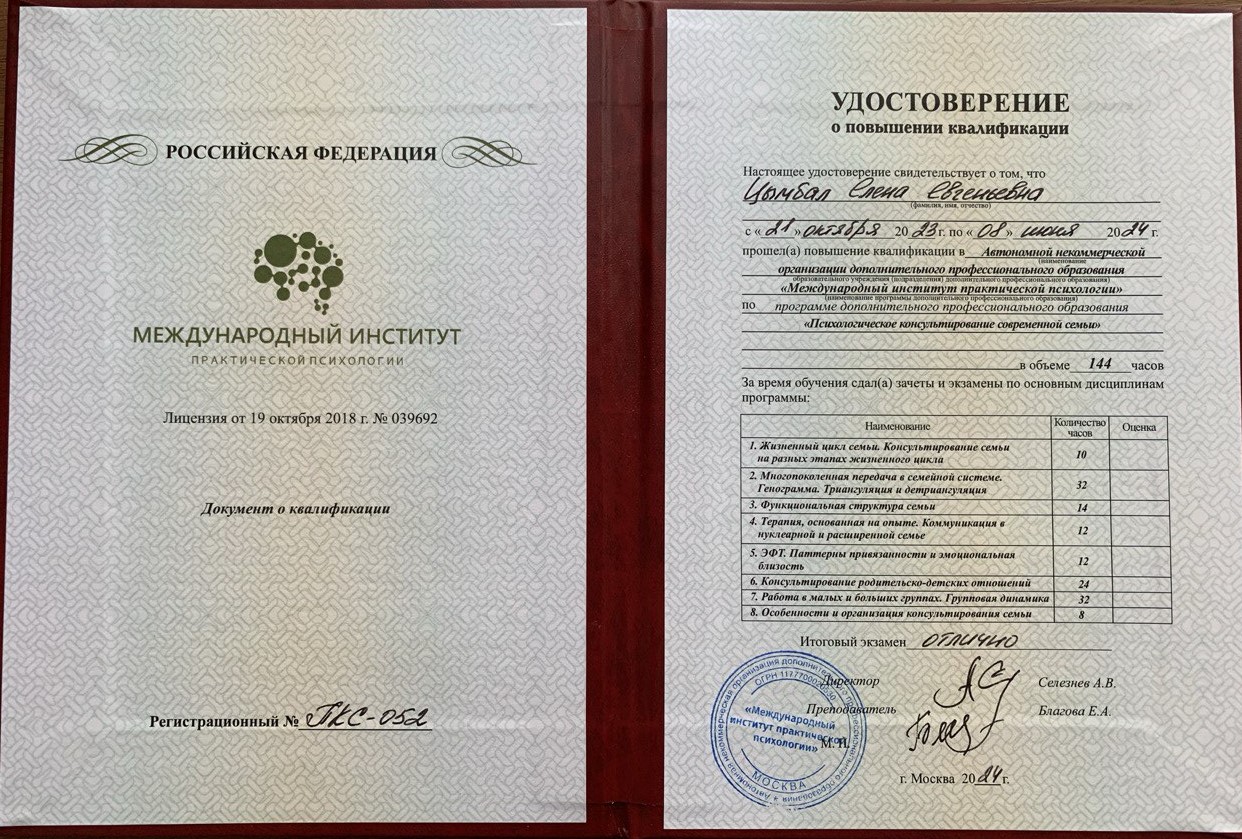 РОССИЙСКАЯ ФЕДЕРАЦИЯ
МЕЖДУНАРОДНЫЙ ИНСТИТУТ
ПРАКТИЧЕСКОЙ ПСИХОЛОГИИ
Лицензия от 19 октября 2018 г. № 039692
Документ о квалификации
Регистрационный № ПКС-052
УДОСТОВЕРЕНИЕ
о повышении квалификации
Настоящее удостоверение свидетельствует о том, что
Цымбал Елена Евгеньевна
(фамилия, имя, отчество)
с « 21 » октября 20 23 г. по « 08 » июня 20 24 г.
прошел(а) повышение квалификации в Автономной некоммерческой
(наименование
организации дополнительного профессионального образования
образовательного учреждения (подразделения) дополнительного профессионального образования)
«Международный институт практической психологии»
(наименование программы дополнительного профессионального образования)
по программе дополнительного профессионального образования
«Психологическое консультирование современной семьи»
в объеме 144 часов
За время обучения сдал(а) зачеты и экзамены по основным дисциплинам
программы:
Наименование Количество часов Оценка
1. Жизненный цикл семьи. Консультирование семьи
на разных этапах жизненного цикла 10
2. Многопоколенная передача в семейной системе.
Генограмма. Триангуляция и детриангуляция 32
3. Функциональная структура семьи 14
4. Терапия, основанная на опыте. Коммуникация в
нуклеарной и расширенной семье 12
5. ЭФТ. Паттерны привязанности и эмоциональная
близость 12
6. Консультирование родительско-детских отношений 24
7. Работа в малых и больших группах. Групповая динамика 32
8. Особенности и организация консультирования семьи 8
Итоговый экзамен отлично
Директор Селезнев А.В.
Преподаватель Благова Е.А.
М. П.
«Международный
институт практической
психологии»
МОСКВА
г. Москва 20 24 г.